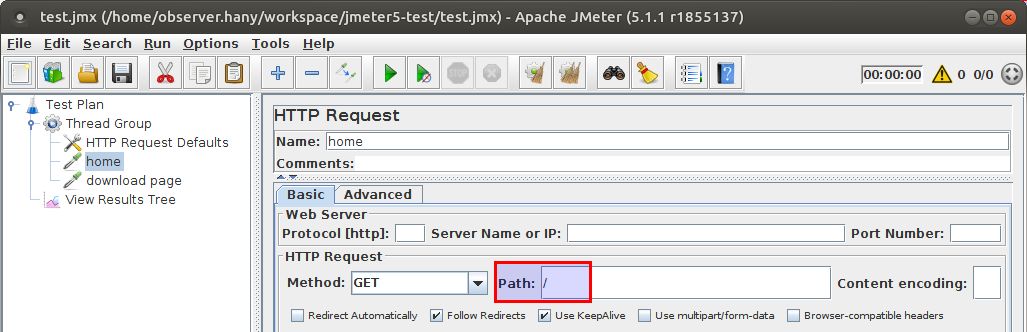 test.jmx (/home/observer.hany/workspace/jmeter5-test/test.jmx) - Apache JMeter (5.1.1 r1855137)
File Edit Search Run Options Tools Help
00:00:00 0 0/0
Test Plan
Thread Group
HTTP Request Defaults
home
download page
View Results Tree
HTTP Request
Name: home
Comments:
Basic Advanced
Web Server
Protocol [http]: Server Name or IP: Port Number:
HTTP Request
Method: GET Path: / Content encoding:
Redirect Automatically Follow Redirects Use KeepAlive Use multipart/form-data Browser-compatible headers